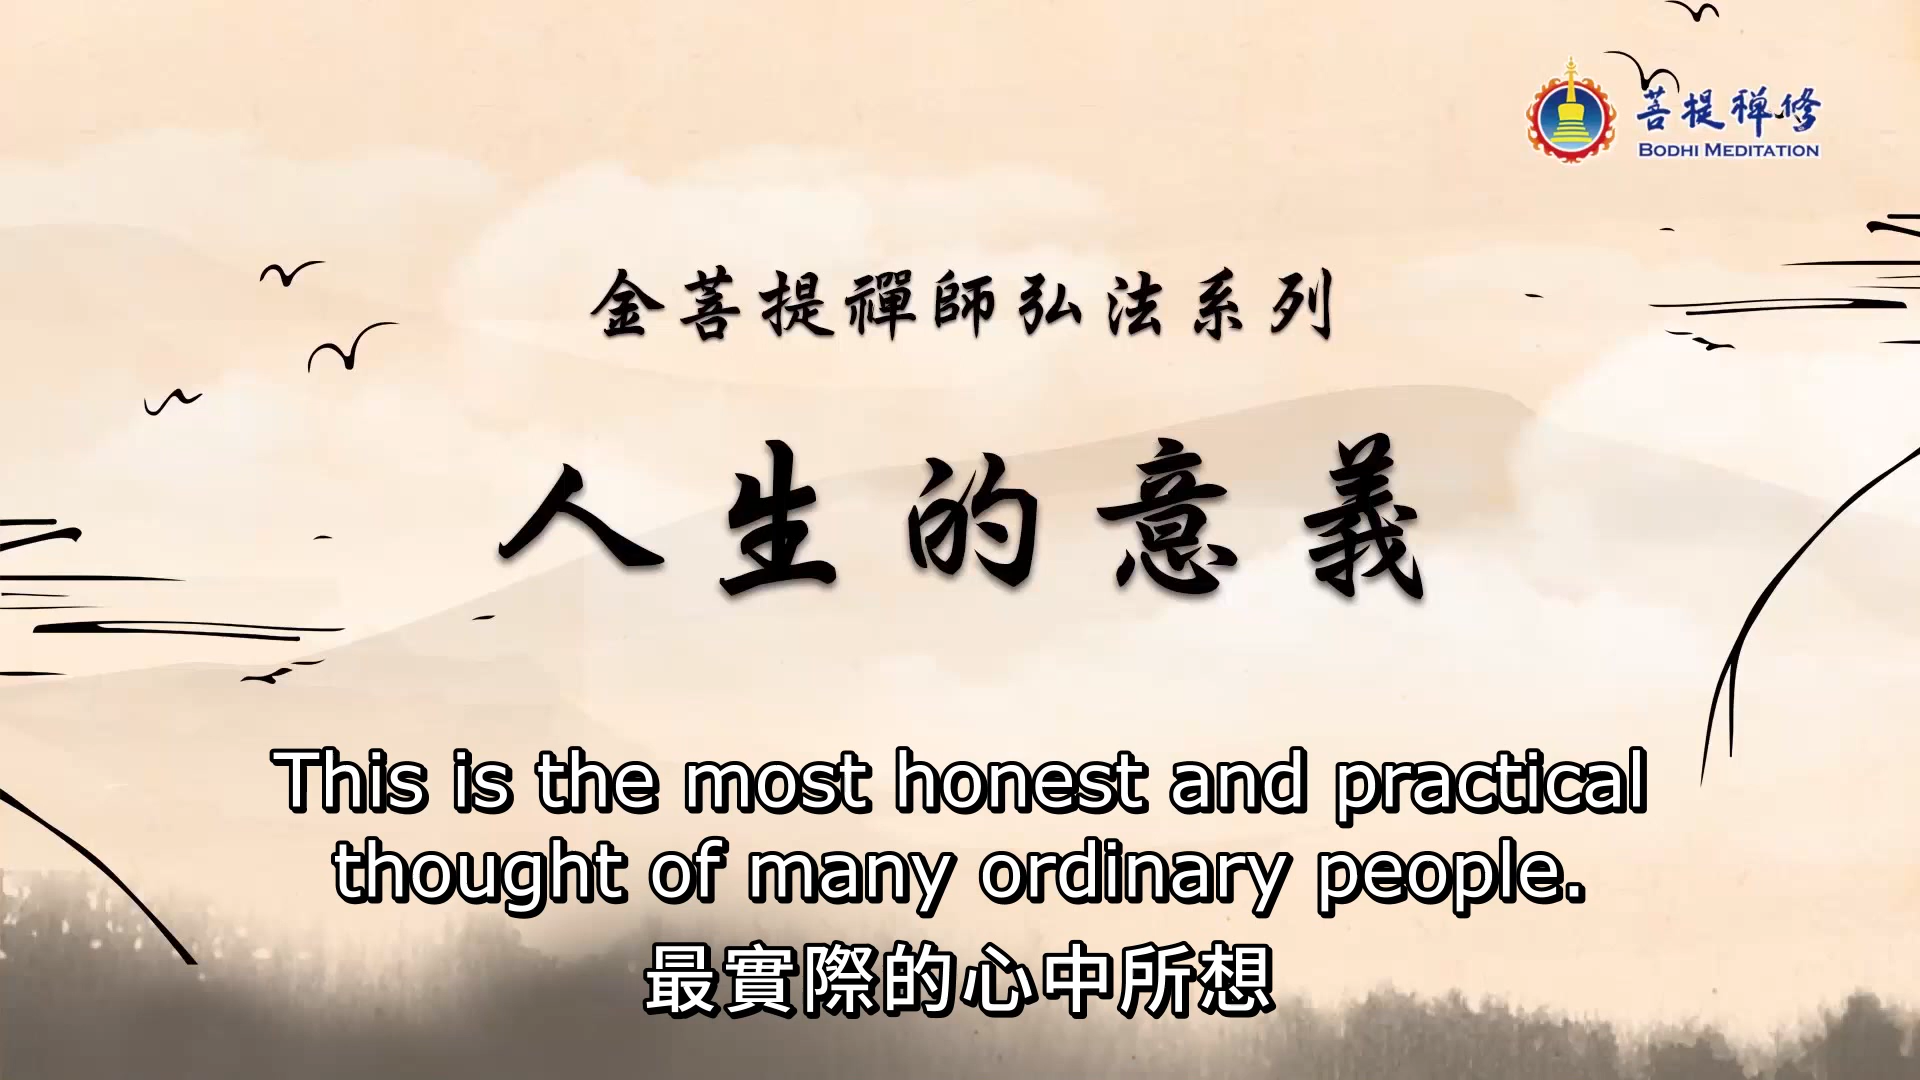 菩提禪修
BODHI MEDITATION
金菩提禪師弘法系列
人生的意義
This is the most honest and practical
thought of many ordinary people.
最實際的心中所想